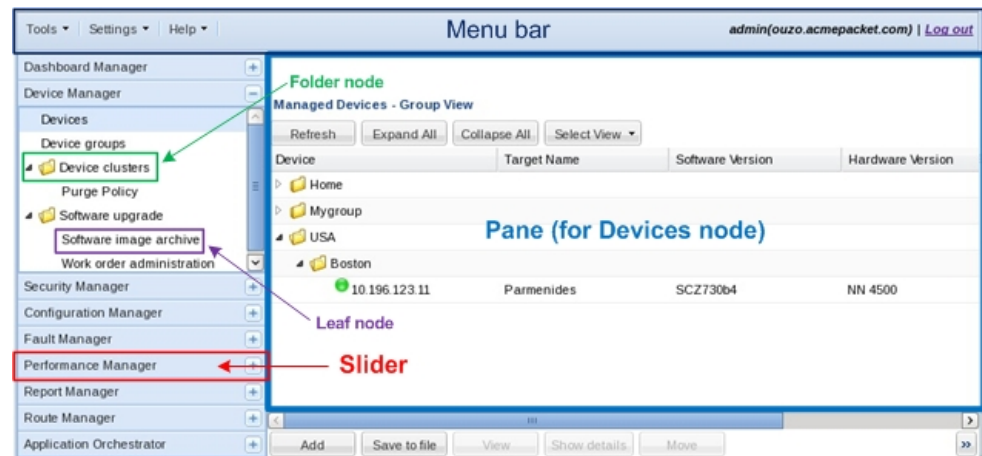 Tools Settings Help Menu bar admin(ouzo.acmepacket.com) | Log out
Dashboard Manager
Device Manager
Devices
Device groups
Device clusters
Purge Policy
Software upgrade
Software image archive
Work order administration
Security Manager
Configuration Manager
Fault Manager
Performance Manager
Report Manager
Route Manager
Application Orchestrator
Folder node
Managed Devices - Group View
Refresh Expand All Collapse All Select View
Device Target Name Software Version Hardware Version
Home
Mygroup
USA
Pane (for Devices node)
Boston
10.196.123.11 Parmenides SCZ730b4 NN 4500
Leaf node
Slider
Add Save to file View Show details Move